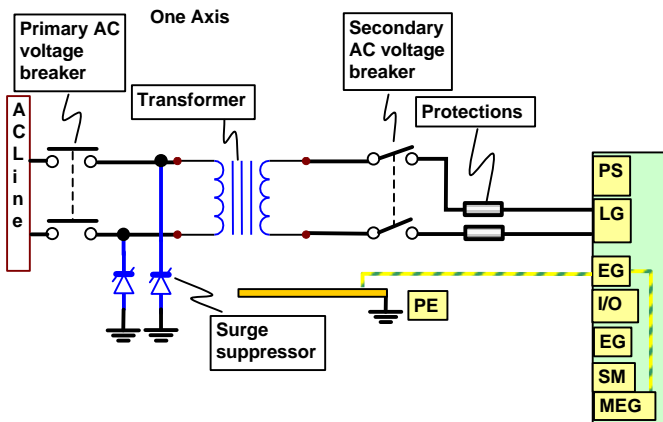 One Axis
Primary AC
voltage
breaker
Secondary
AC voltage
breaker
Transformer
Protections
A
C
L
i
n
e
PS
LG
EG
I/O
EG
SM
MEG
PE
Surge
suppressor